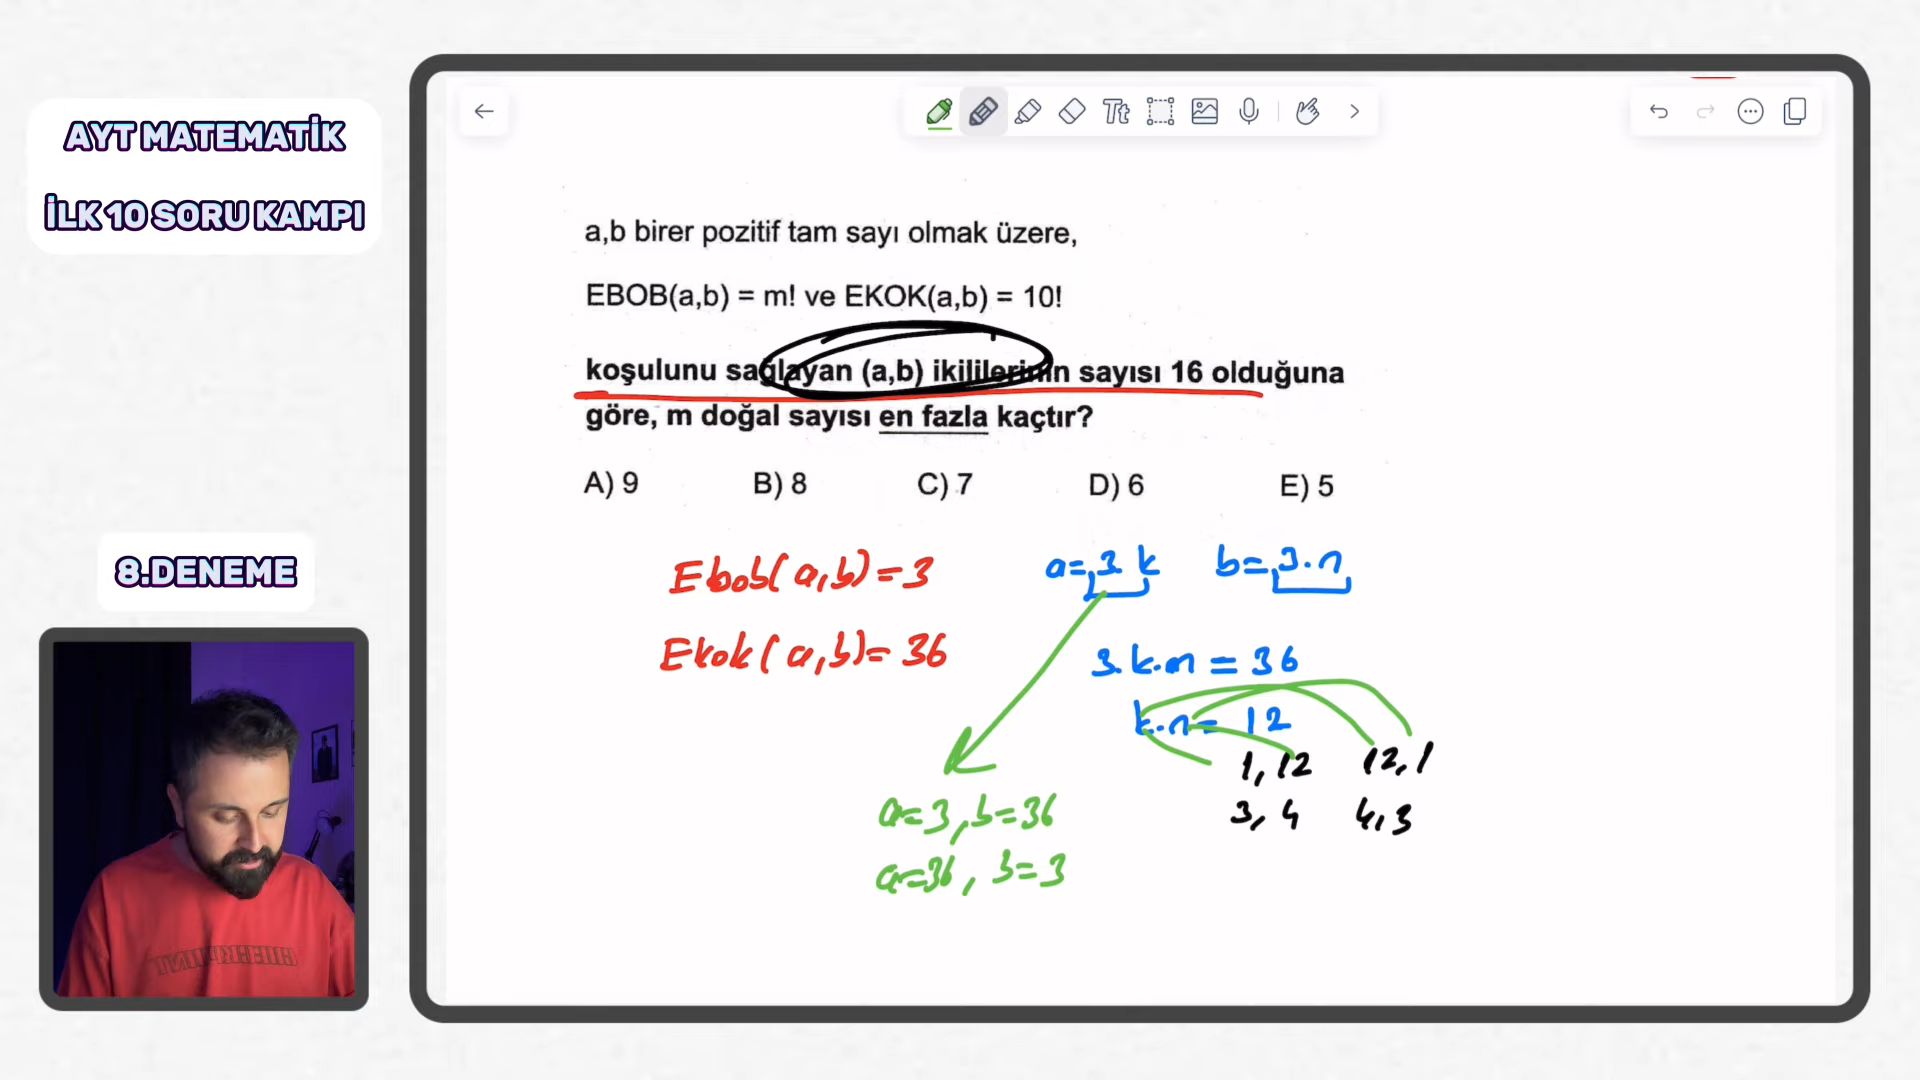 AYT MATEMATİK
İLK 10 SORU KAMPI
8.DENEME
Tt
a,b birer pozitif tam sayı olmak üzere,
EBOB(a,b) = m! ve EKOK(a,b) = 10!
koşulunu sağlayan (a,b) ikililerinin sayısı 16 olduğuna
göre, m doğal sayısı en fazla kaçtır?
A) 9 B) 8 C) 7 D) 6 E) 5
Ebob(a,b)=3
Ekok(a,b)=36
a=3.k b=3.n
3.k.n=36
k.n=12
1,12 12,1
3,4 4,3
a=3, b=36
a=36, b=3